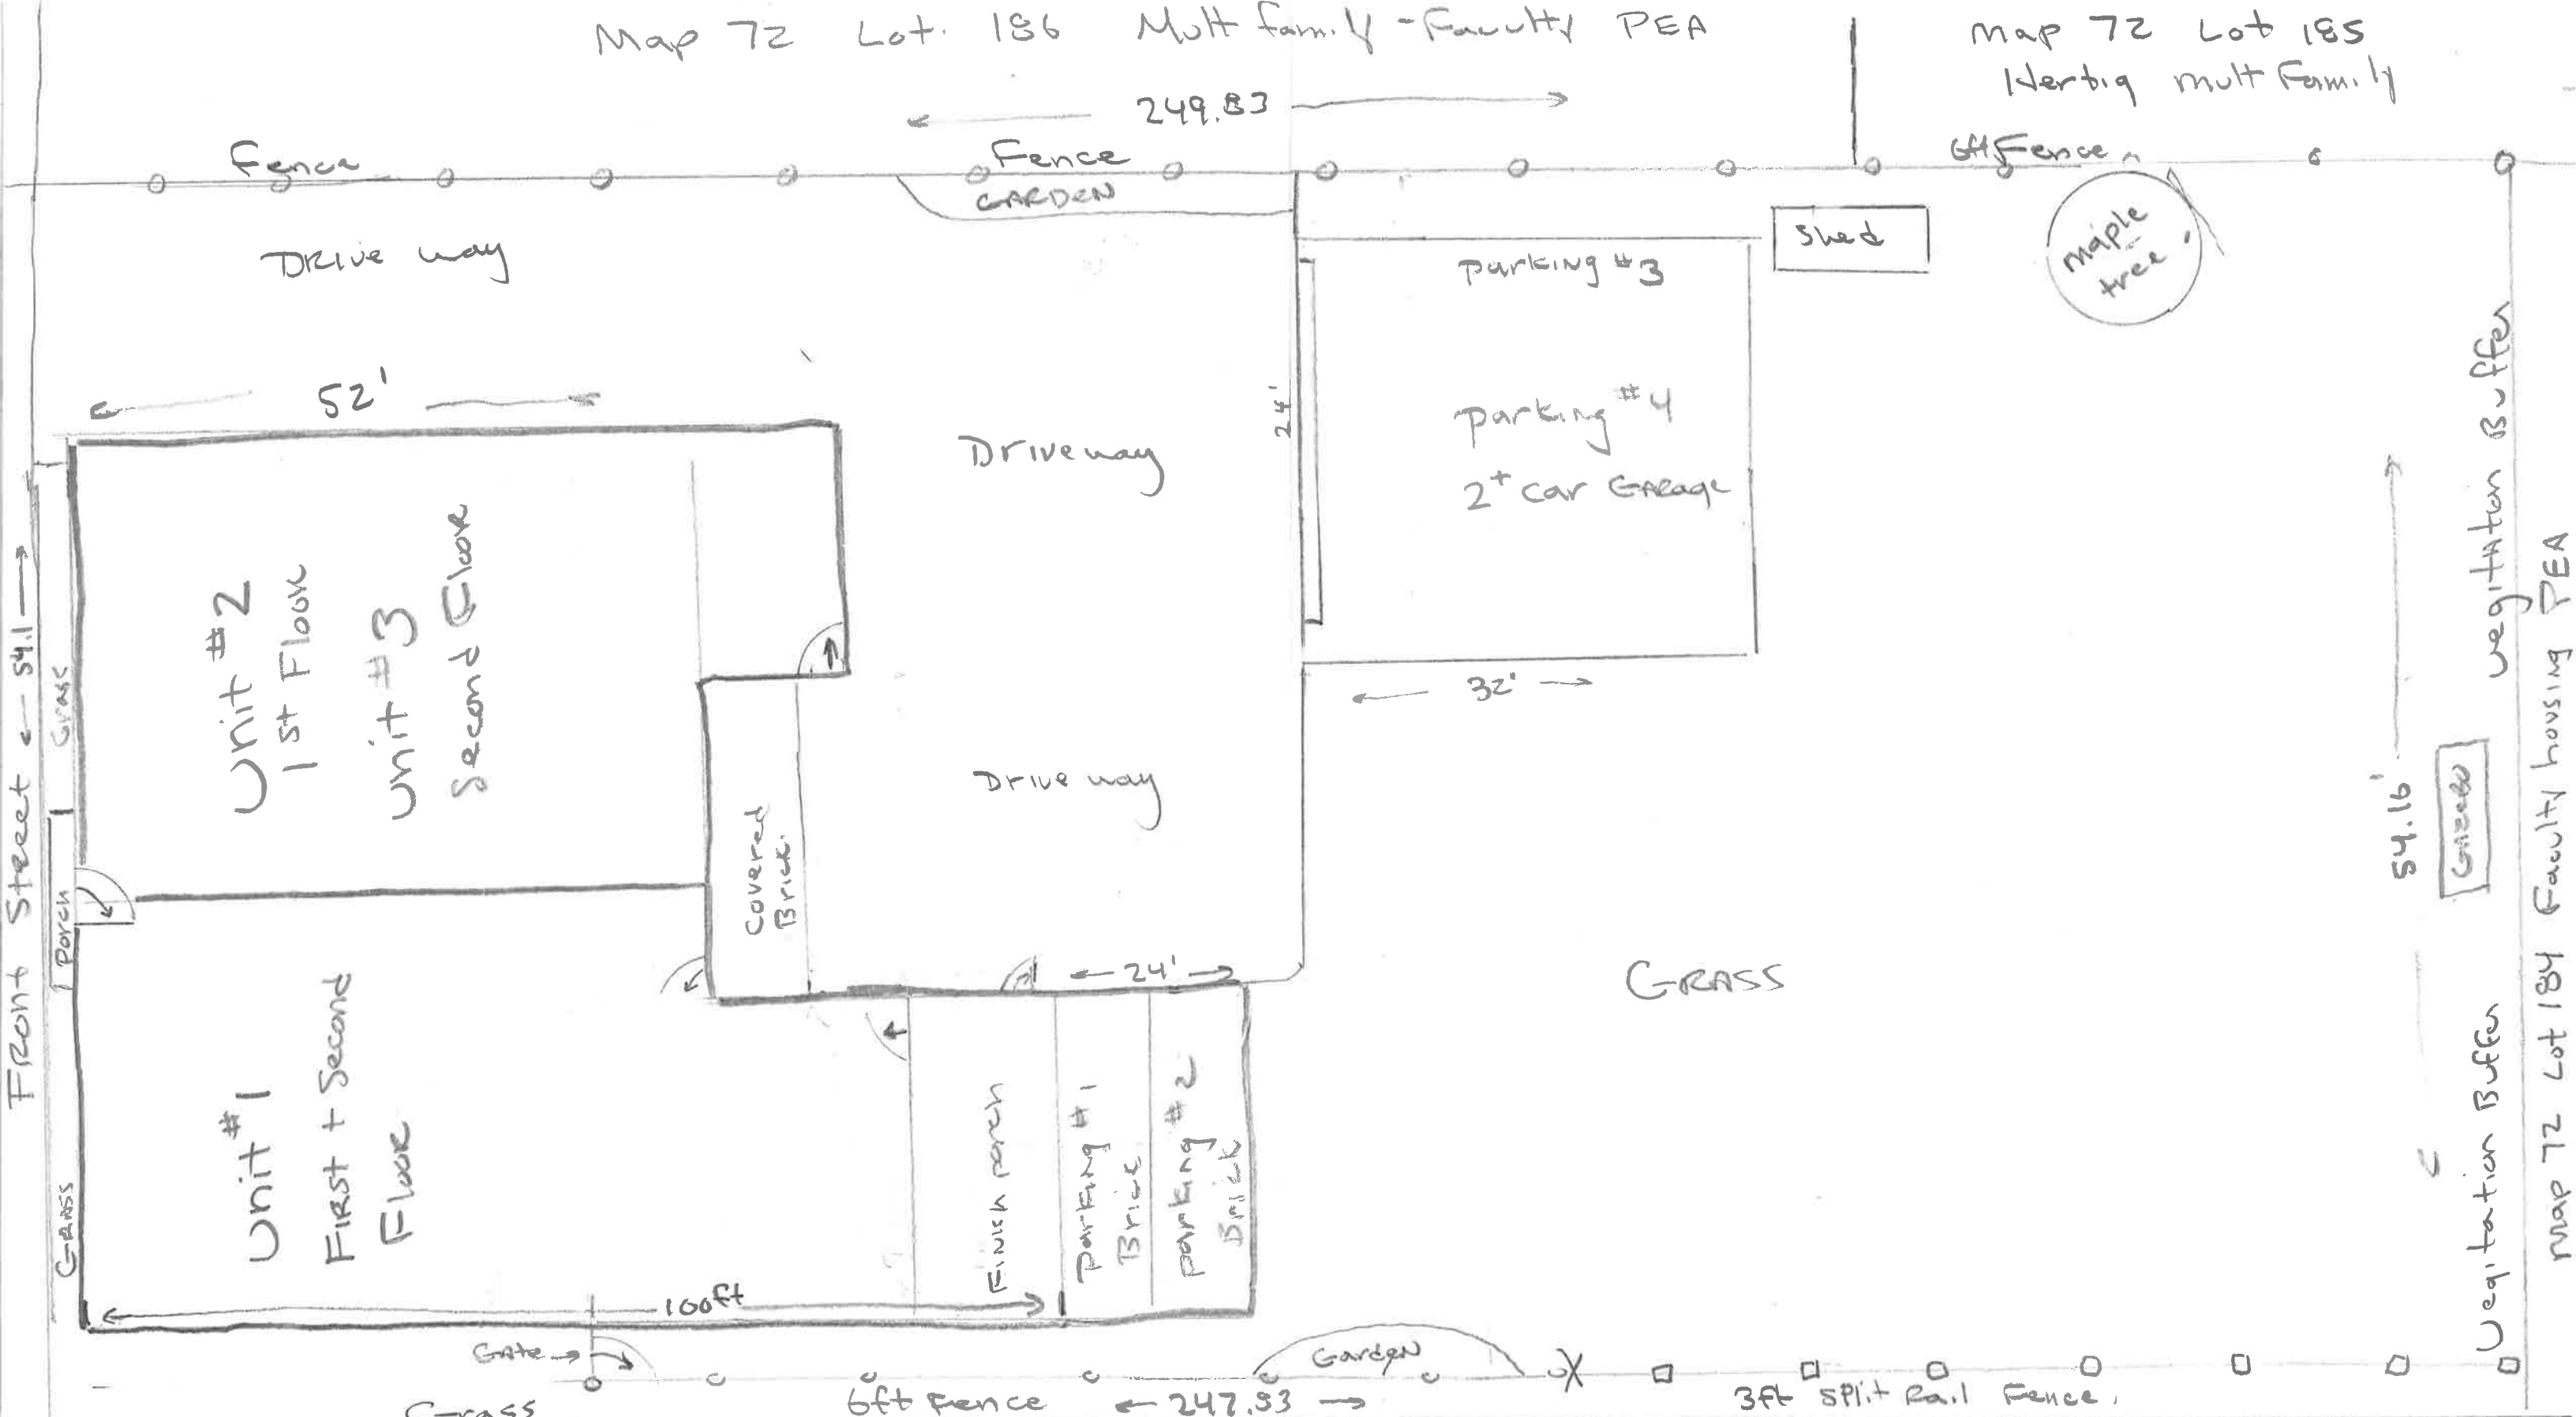 Map 72 Lot. 186 Mult family - Faculty PEA
Map 72 Lot 185
Hertig mult Family
249.83
Fence
Fence
6ft Fence
GARDEN
DRive way
Shed
maple
tree
parking #3
52'
24'
parking #4
2+ car GARage
Driveway
32'
Unit #2
1st Floor
unit #3
Second Floor
Front Street ← 54.1 →
Grass
Porch
Grass
Covered
Brick.
Drive way
24'
GRASS
54.16'
Gazebo
vegitation Buffer
Vegitation Buffer
map 72 Lot 184 Faculty housing PEA
Unit #1
First + Second
Floor
Finish porch
parking #1
Brick
parking #2
Brick
100ft
Gate →
Garden
Grass
6ft Fence ← 247.93 →
3ft Split Rail Fence.